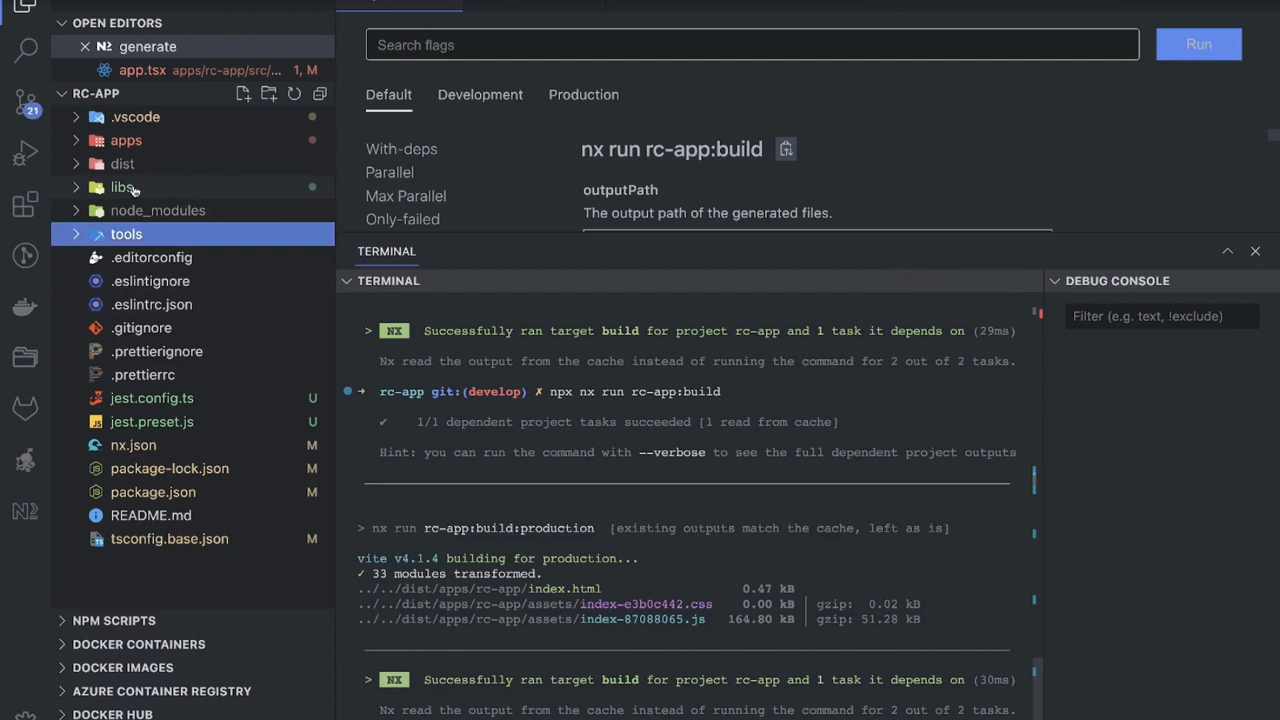 OPEN EDITORS
generate
app.tsx apps/rc-app/src/... 1, M
RC-APP
21
.vscode
apps
dist
libs
node_modules
tools
.editorconfig
.eslintignore
.eslintrc.json
.gitignore
.prettierignore
.prettierrc
jest.config.ts U
jest.preset.js U
nx.json M
package-lock.json M
package.json M
README.md
tsconfig.base.json M
NPM SCRIPTS
DOCKER CONTAINERS
DOCKER IMAGES
AZURE CONTAINER REGISTRY
DOCKER HUB
Search flags
Run
Default Development Production
With-deps
Parallel
Max Parallel
Only-failed
nx run rc-app:build
outputPath
The output path of the generated files.
TERMINAL
TERMINAL
> NX Successfully ran target build for project rc-app and 1 task it depends on (29ms)
Nx read the output from the cache instead of running the command for 2 out of 2 tasks.
→ rc-app git:(develop) ✗ npx nx run rc-app:build
✓ 1/1 dependent project tasks succeeded [1 read from cache]
Hint: you can run the command with --verbose to see the full dependent project outputs
> nx run rc-app:build:production [existing outputs match the cache, left as is]
vite v4.1.4 building for production...
✓ 33 modules transformed.
../../dist/apps/rc-app/index.html 0.47 kB
../../dist/apps/rc-app/assets/index-e3b0c442.css 0.00 kB │ gzip: 0.02 kB
../../dist/apps/rc-app/assets/index-87088065.js 164.80 kB │ gzip: 51.28 kB
> NX Successfully ran target build for project rc-app and 1 task it depends on (30ms)
Nx read the output from the cache instead of running the command for 2 out of 2 tasks.
DEBUG CONSOLE
Filter (e.g. text, !exclude)